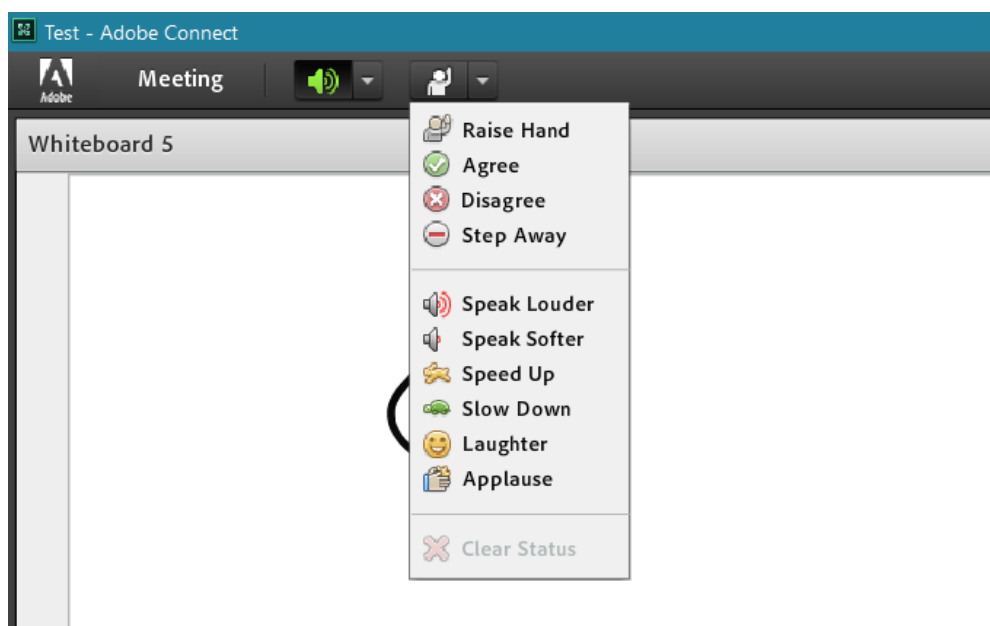 Test - Adobe Connect
Adobe
Meeting
Whiteboard 5
Raise Hand
Agree
Disagree
Step Away
Speak Louder
Speak Softer
Speed Up
Slow Down
Laughter
Applause
Clear Status